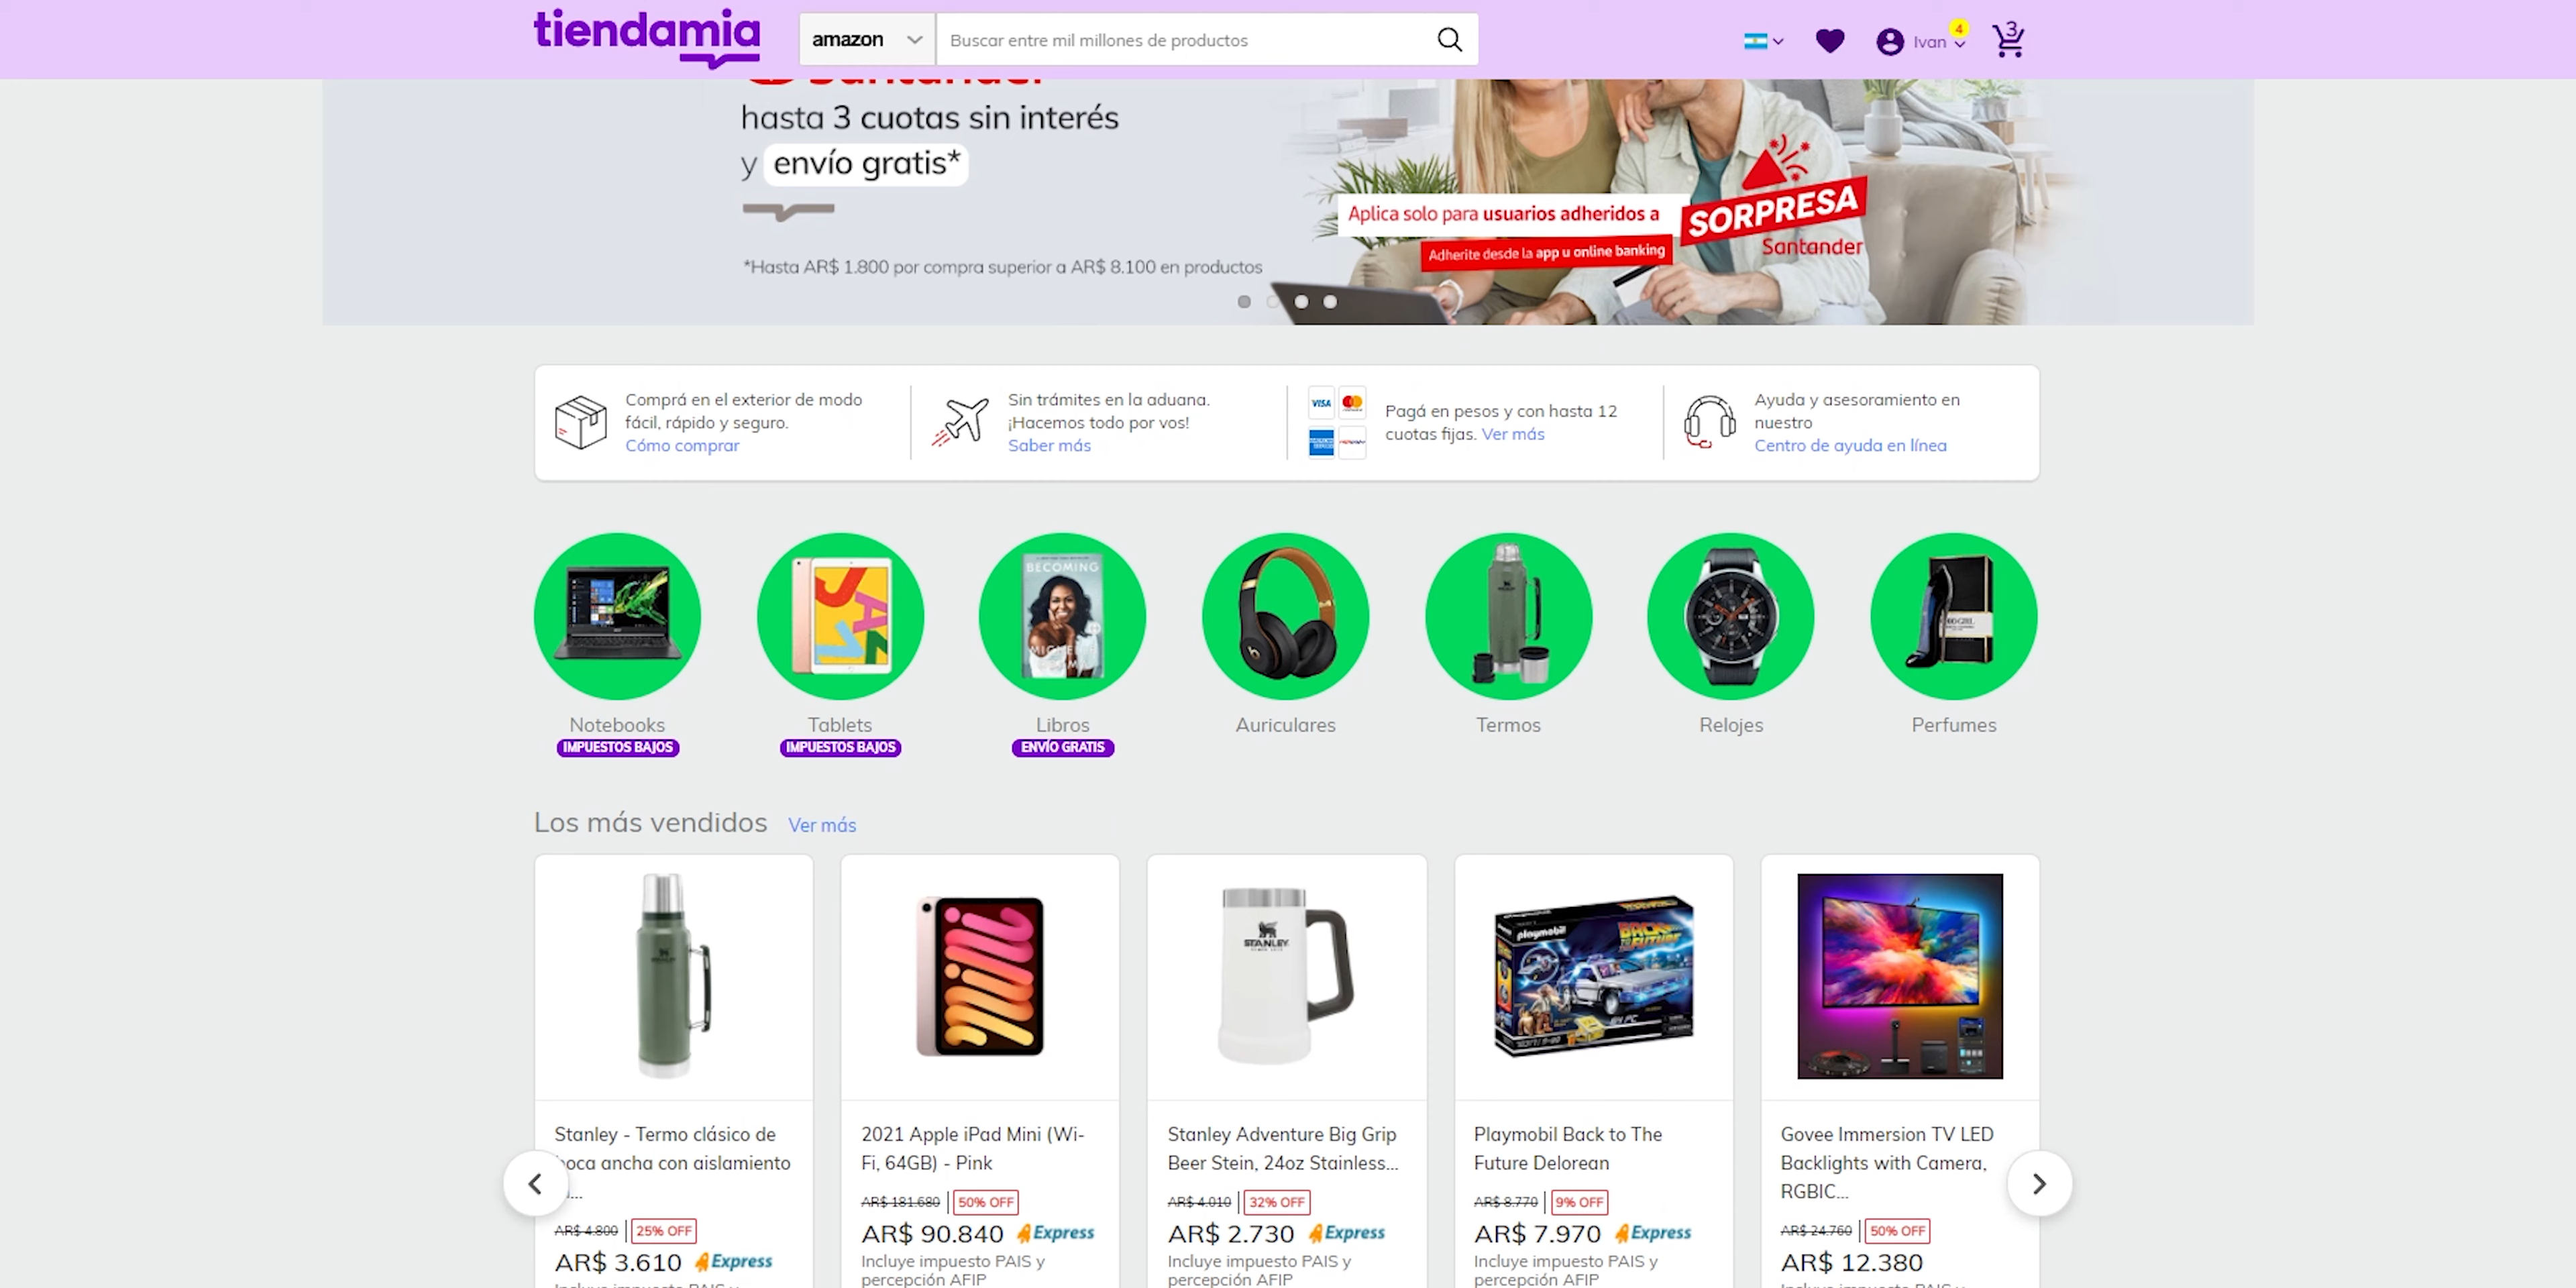 tiendamia
amazon
Buscar entre mil millones de productos
Ivan
4
3
hasta 3 cuotas sin interés
y envío gratis*
*Hasta AR$ 1.800 por compra superior a AR$ 8.100 en productos
Aplica solo para usuarios adheridos a
SORPRESA
Santander
Adherite desde la app u online banking
Comprá en el exterior de modo
fácil, rápido y seguro.
Cómo comprar
Sin trámites en la aduana.
¡Hacemos todo por vos!
Saber más
VISA
Pagá en pesos y con hasta 12
cuotas fijas. Ver más
Ayuda y asesoramiento en
nuestro
Centro de ayuda en línea
BECOMING
Notebooks
IMPUESTOS BAJOS
Tablets
IMPUESTOS BAJOS
Libros
ENVÍO GRATIS
Auriculares
Termos
Relojes
Perfumes
Los más vendidos
Ver más
STANLEY
playmobil
BACK TO THE FUTURE
Stanley - Termo clásico de
boca ancha con aislamiento
...
AR$ 4.800
25% OFF
AR$ 3.610
Express
2021 Apple iPad Mini (Wi-
Fi, 64GB) - Pink
AR$ 181.680
50% OFF
AR$ 90.840
Express
Incluye impuesto PAIS y
percepción AFIP
Stanley Adventure Big Grip
Beer Stein, 24oz Stainless...
AR$ 4.010
32% OFF
AR$ 2.730
Express
Incluye impuesto PAIS y
percepción AFIP
Playmobil Back to The
Future Delorean
AR$ 8.770
9% OFF
AR$ 7.970
Express
Incluye impuesto PAIS y
percepción AFIP
Govee Immersion TV LED
Backlights with Camera,
RGBIC...
AR$ 24.760
50% OFF
AR$ 12.380